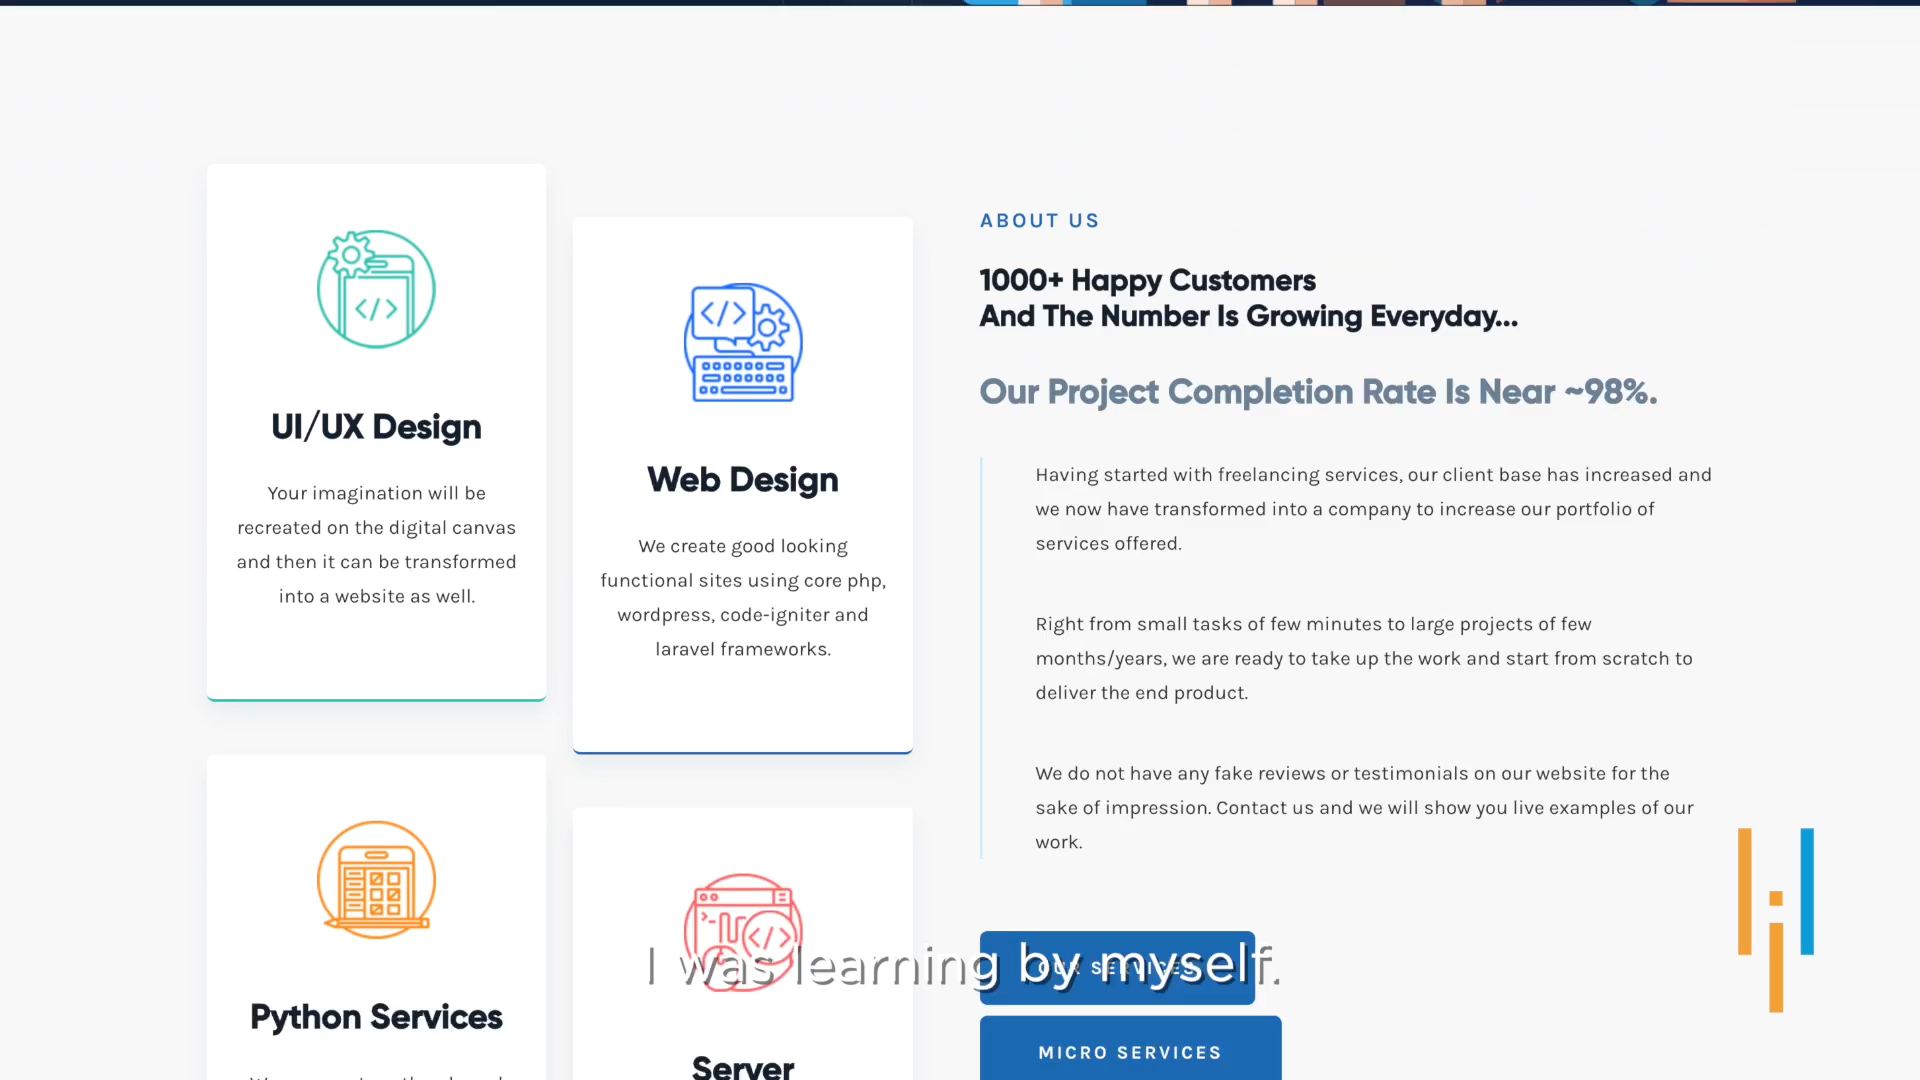 UI/UX Design
Your imagination will be
recreated on the digital canvas
and then it can be transformed
into a website as well.
Web Design
We create good looking
functional sites using core php,
wordpress, code-igniter and
laravel frameworks.
Python Services
Server
ABOUT US
1000+ Happy Customers
And The Number Is Growing Everyday...
Our Project Completion Rate Is Near ~98%.
Having started with freelancing services, our client base has increased and
we now have transformed into a company to increase our portfolio of
services offered.
Right from small tasks of few minutes to large projects of few
months/years, we are ready to take up the work and start from scratch to
deliver the end product.
We do not have any fake reviews or testimonials on our website for the
sake of impression. Contact us and we will show you live examples of our
work.
OUR SERVICES
MICRO SERVICES
I was learning by myself.